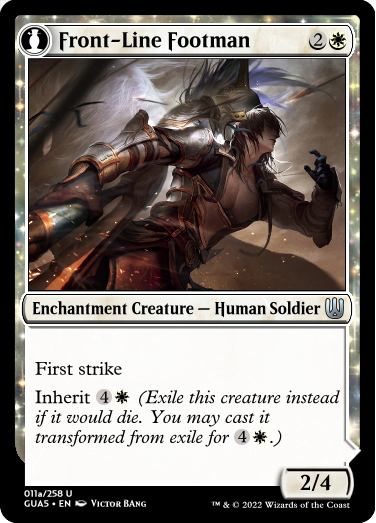 Front-Line Footman 2
Enchantment Creature — Human Soldier
First strike
Inherit 4 (Exile this creature instead
if it would die. You may cast it
transformed from exile for 4 .)
2/4
011a/258 U
GUA5 • EN Victor Bang
™ & © 2022 Wizards of the Coast